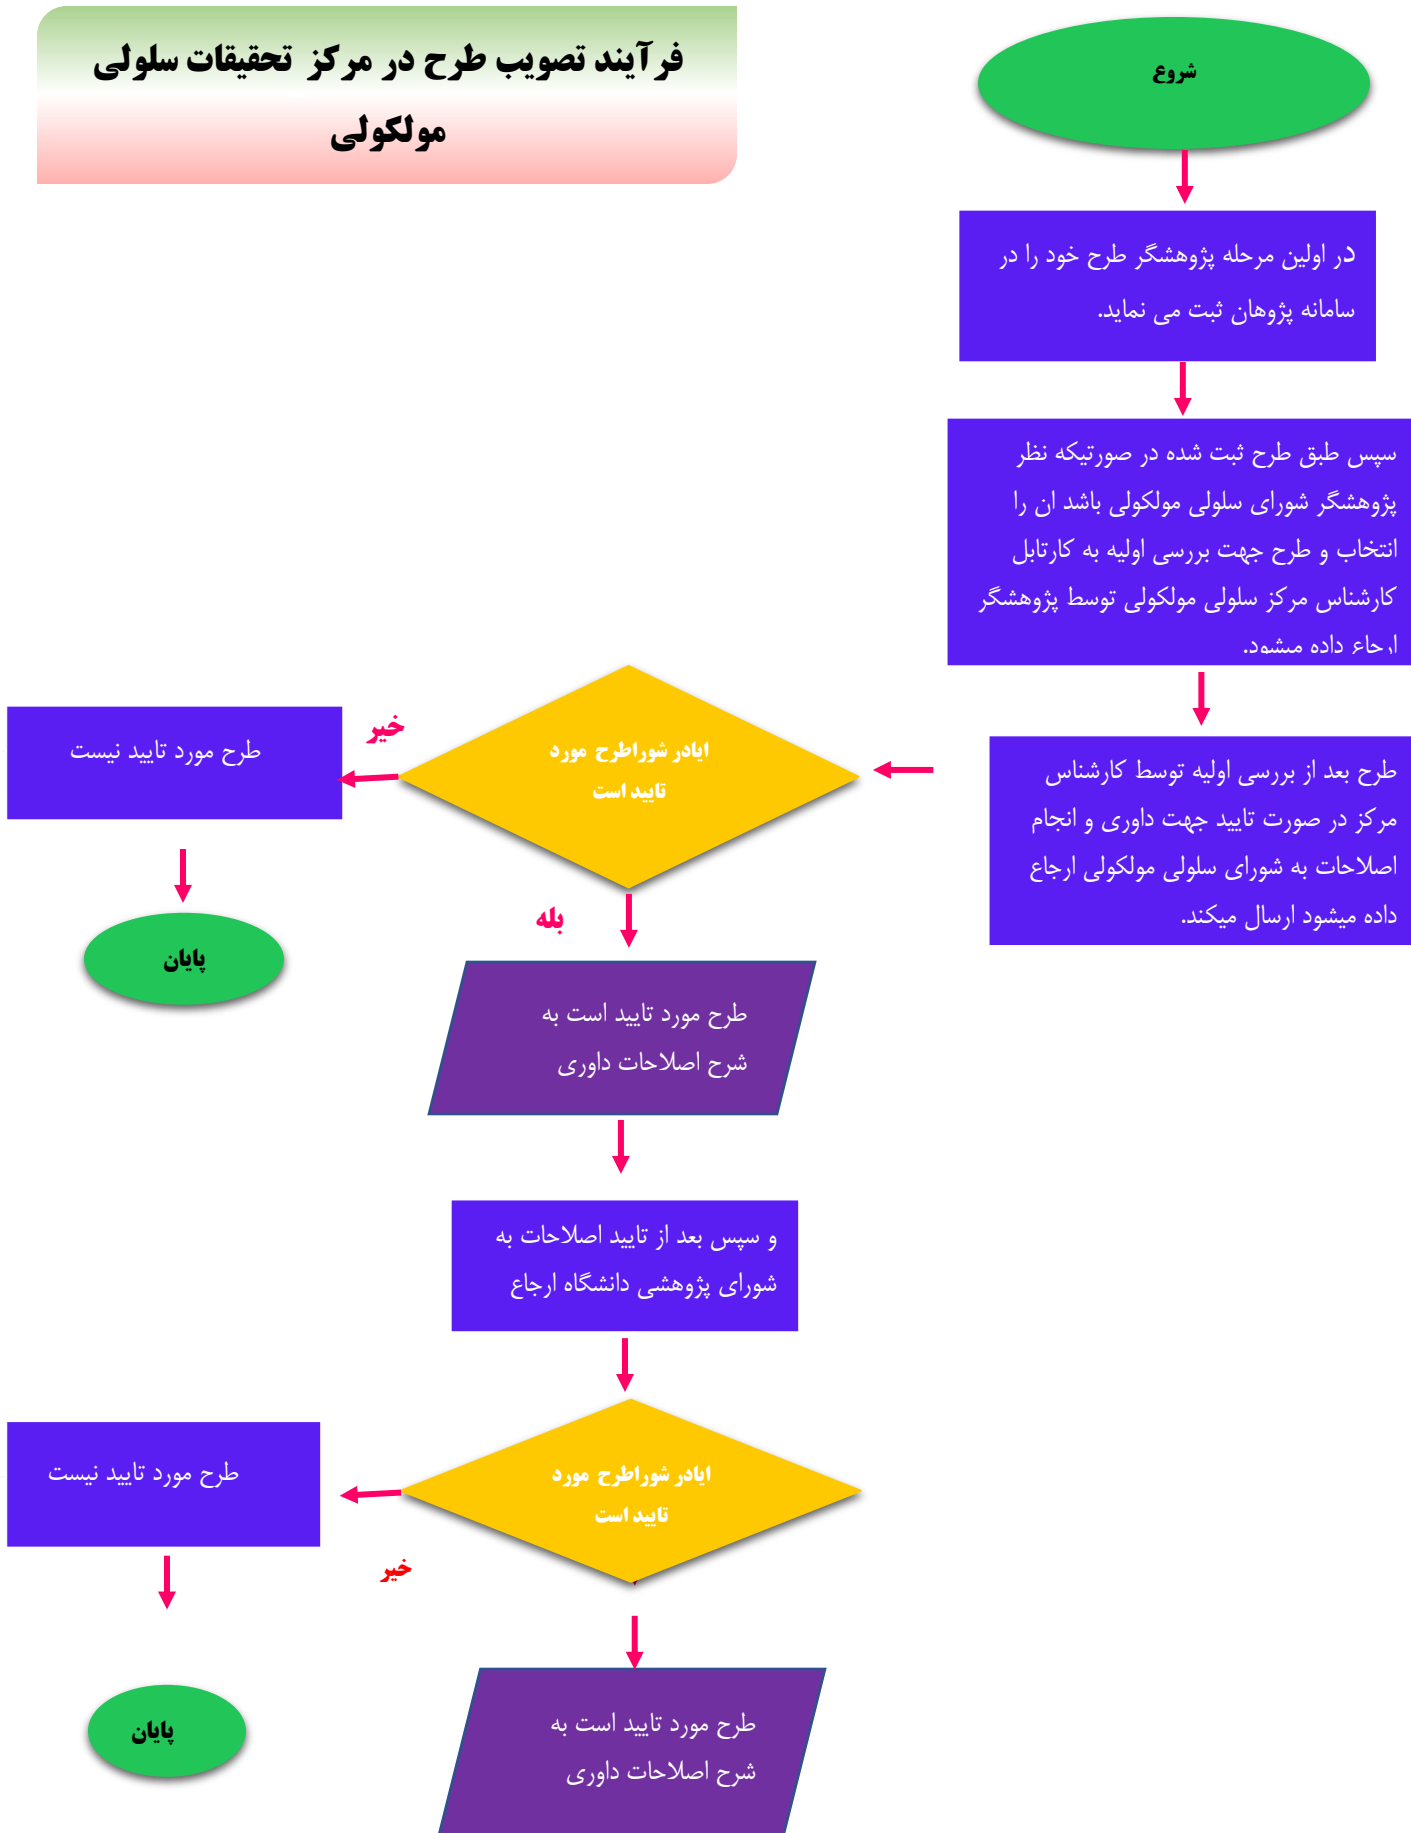 فرآیند تصویب طرح در مرکز تحقیقات سلولی
مولکولی
شروع
در اولین مرحله پژوهشگر طرح خود را در
سامانه پژوهان ثبت می نماید.
سپس طبق طرح ثبت شده در صورتیکه نظر
پژوهشگر شورای سلولی مولکولی باشد ان را
انتخاب و طرح جهت بررسی اولیه به کارتابل
کارشناس مرکز سلولی مولکولی توسط پژوهشگر
ارجاع داده میشود.
طرح بعد از بررسی اولیه توسط کارشناس
مرکز در صورت تایید جهت داوری و انجام
اصلاحات به شورای سلولی مولکولی ارجاع
داده میشود ارسال میکند.
ایادر شوراطرح مورد
تایید است
خیر
طرح مورد تایید نیست
پایان
بله
طرح مورد تایید است به
شرح اصلاحات داوری
و سپس بعد از تایید اصلاحات به
شورای پژوهشی دانشگاه ارجاع
ایادر شوراطرح مورد
تایید است
خیر
طرح مورد تایید نیست
پایان
طرح مورد تایید است به
شرح اصلاحات داوری